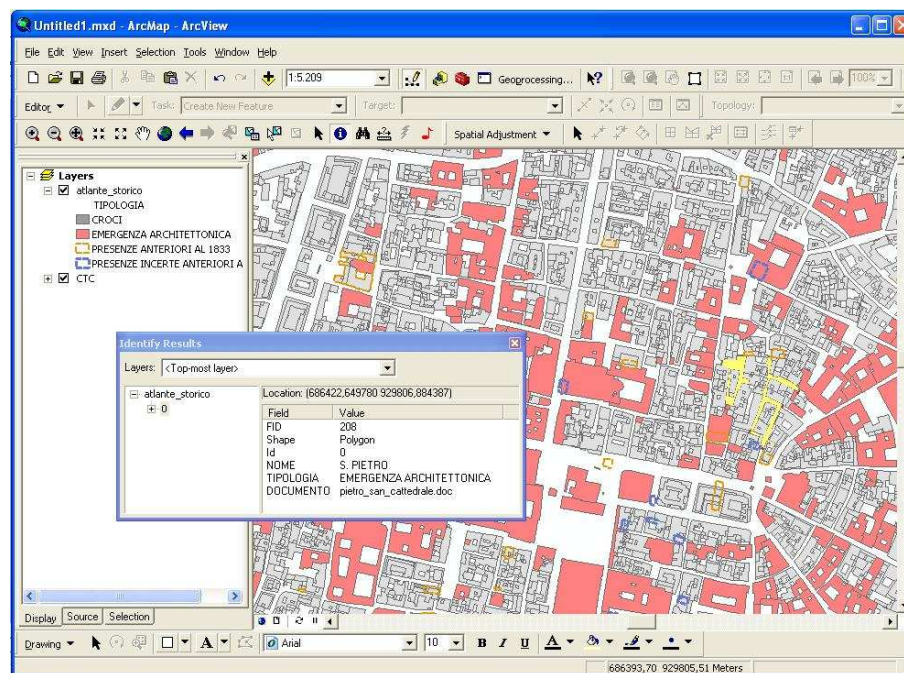 Untitled1.mxd - ArcMap - ArcView
File Edit View Insert Selection Tools Window Help
1:5.209 Geoprocessing... 100%
Editor Task: Create New Feature Target: Topology:
Spatial Adjustment
Layers
atlante_storico
TIPOLOGIA
CROCI
EMERGENZA ARCHITETTONICA
PRESENZE ANTERIORI AL 1833
PRESENZE INCERTE ANTERIORI A
CTC
Identify Results
Layers: <Top-most layer>
atlante_storico
0
Location: (686422,649780 929806,884387)
Field Value
FID 208
Shape Polygon
Id 0
NOME S. PIETRO
TIPOLOGIA EMERGENZA ARCHITETTONICA
DOCUMENTO pietro_san_cattedrale.doc
Display Source Selection
Drawing A Arial 10 B I U A
686393,70 929805,51 Meters